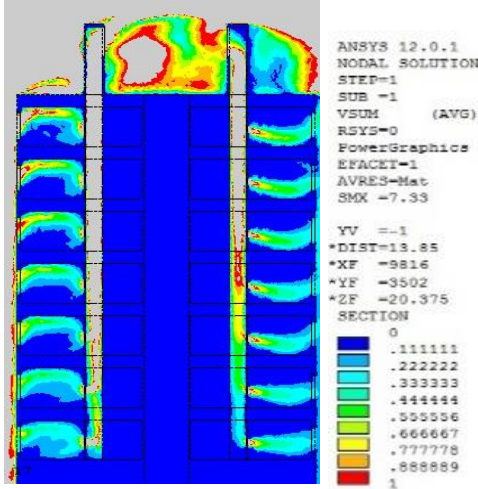 ANSYS 12.0.1
NODAL SOLUTION
STEP=1
SUB =1
VSUM (AVG)
RSYS=0
PowerGraphics
EFACET=1
AVRES=Mat
SMX =7.33
YV =-1
*DIST=13.85
*XF =9816
*YF =3502
*ZF =20.375
SECTION
0
.111111
.222222
.333333
.444444
.555556
.666667
.777778
.888889
1